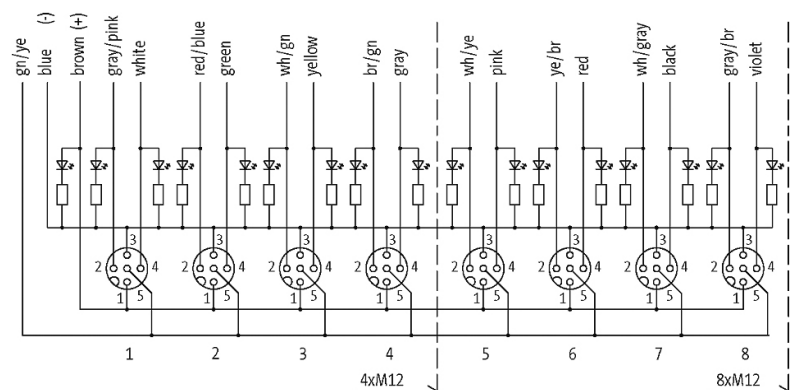 gn/ye
blue (-)
brown (+)
gray/pink
white
red/blue
green
wh/gn
yellow
br/gn
gray
wh/ye
pink
ye/br
red
wh/gray
black
gray/br
violet
3 3 3 3 3 3 3 3
2 4 2 4 2 4 2 4 2 4 2 4 2 4 2 4
1 5 1 5 1 5 1 5 1 5 1 5 1 5 1 5
1 2 3 4 5 6 7 8
4xM12 8xM12